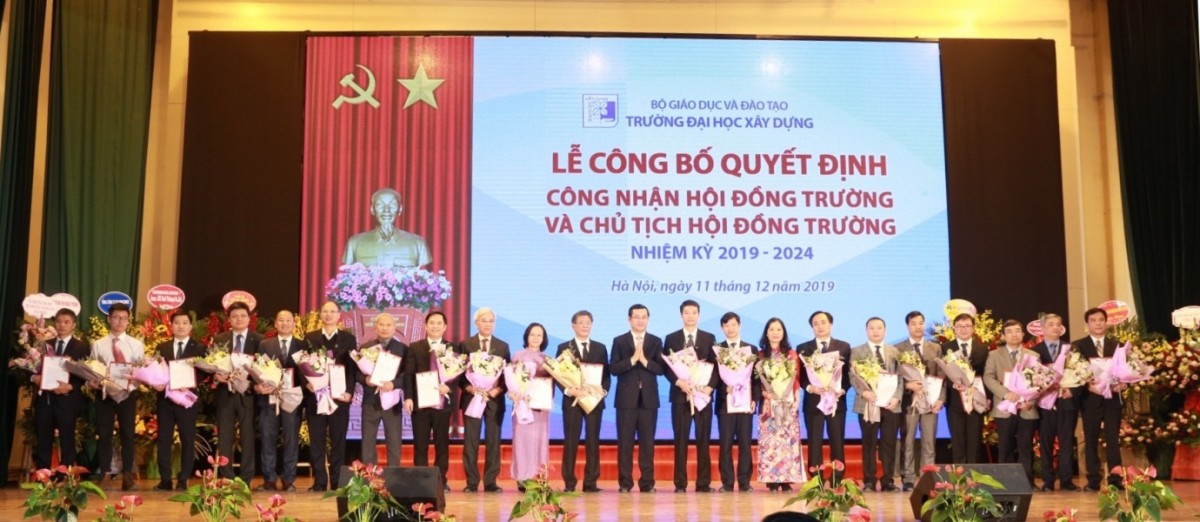 BỘ GIÁO DỤC VÀ ĐÀO TẠO
TRƯỜNG ĐẠI HỌC XÂY DỰNG
LỄ CÔNG BỐ QUYẾT ĐỊNH
CÔNG NHẬN HỘI ĐỒNG TRƯỜNG
VÀ CHỦ TỊCH HỘI ĐỒNG TRƯỜNG
NHIỆM KỲ 2019 - 2024
Hà Nội, ngày 11 tháng 12 năm 2019